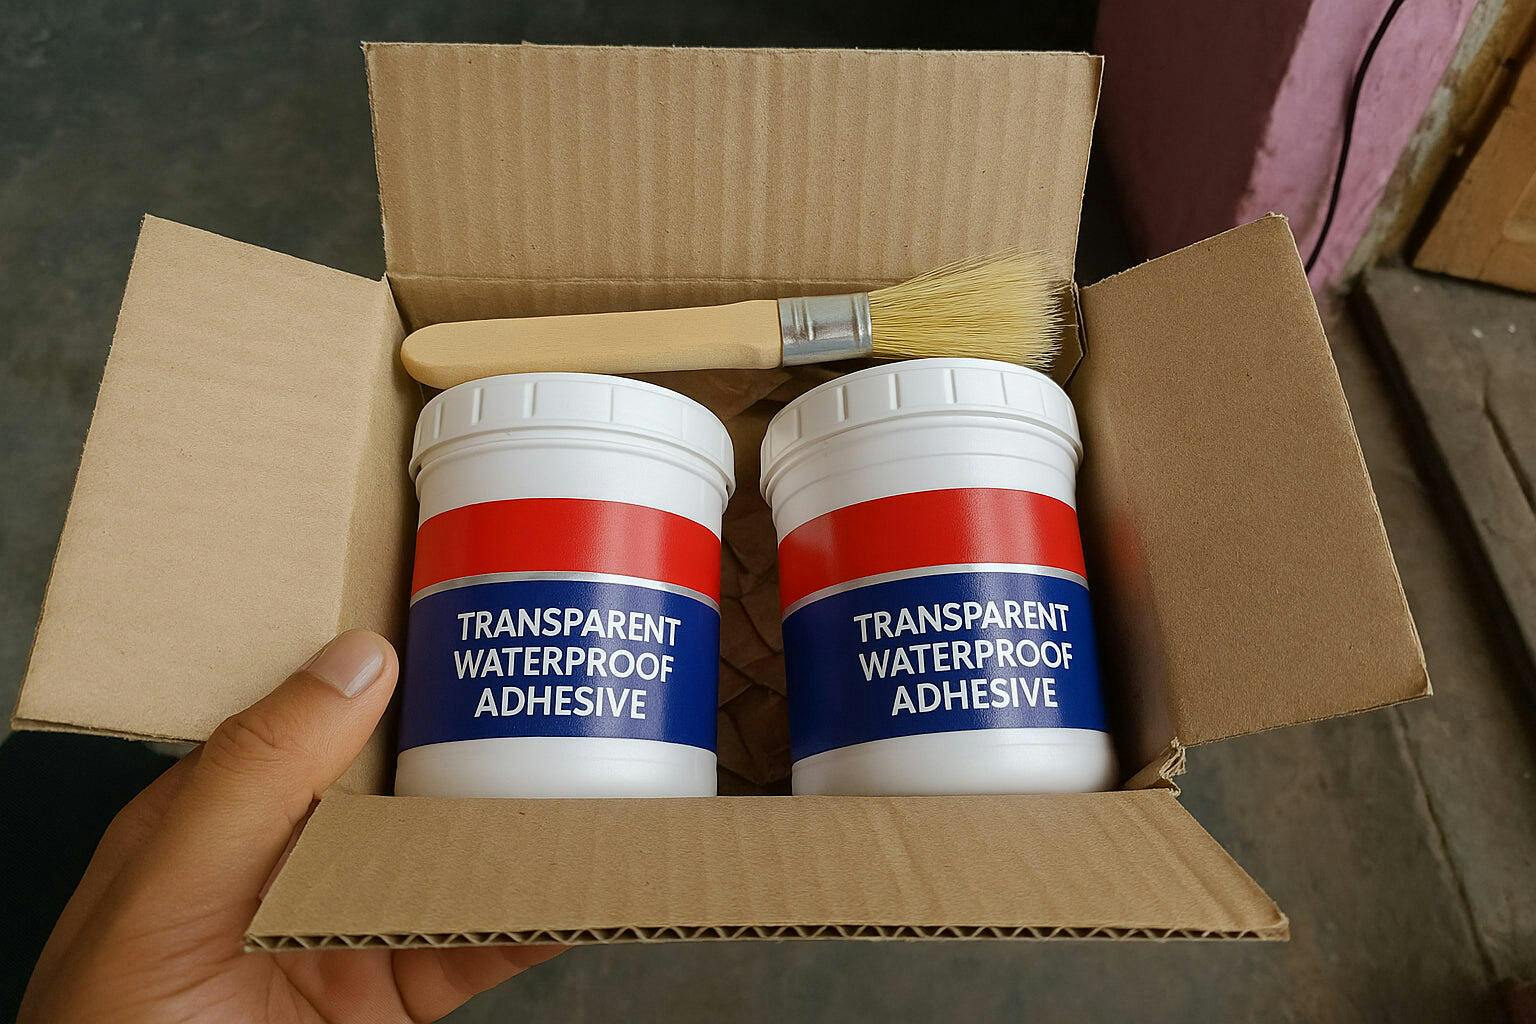 TRANSPARENT
WATERPROOF
ADHESIVE
TRANSPARENT
WATERPROOF
ADHESIVE